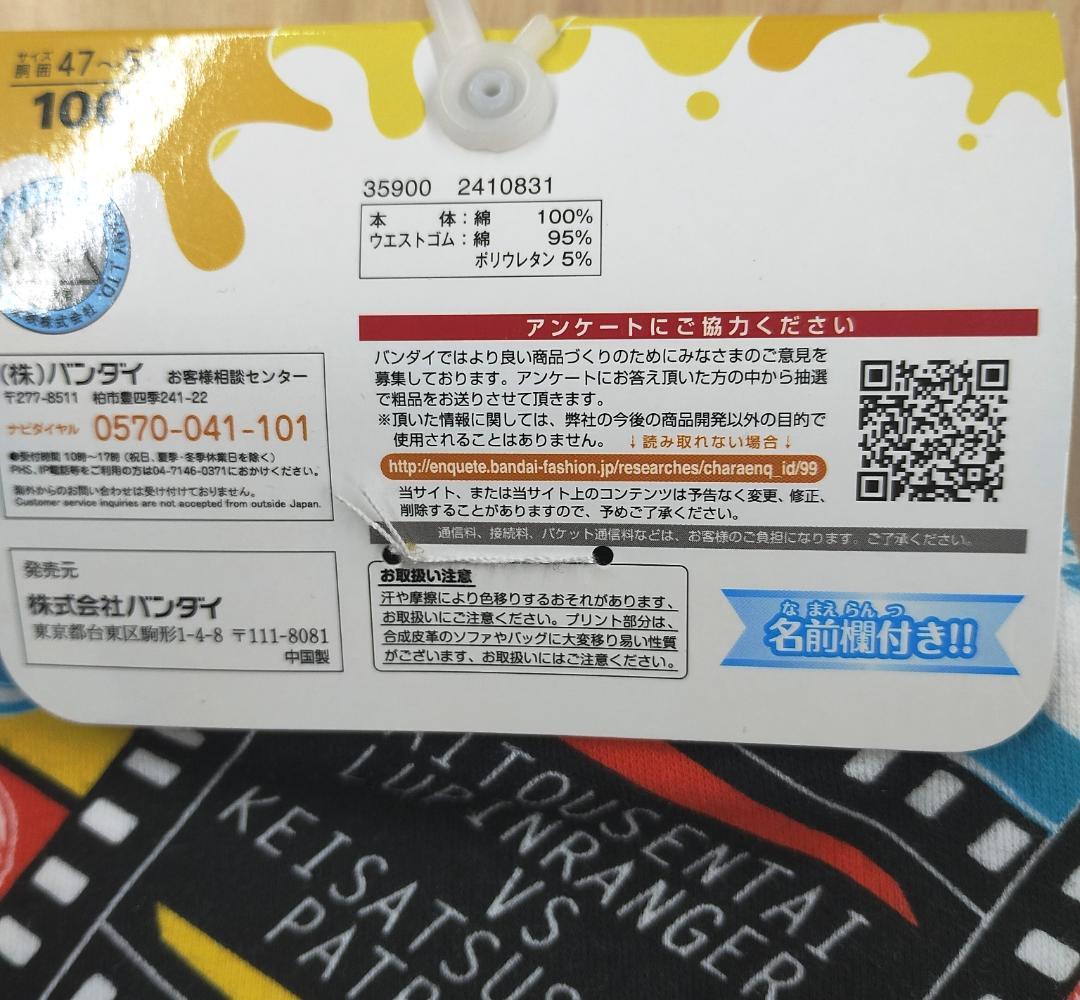 サイズ
胴囲 47〜5
100
35900 2410831
本 体：綿 100%
ウエストゴム：綿 95%
ポリウレタン 5%
アンケートにご協力ください
バンダイではより良い商品づくりのためにみなさまのご意見を
募集しております。アンケートにお答え頂いた方の中から抽選
で粗品をお送りさせて頂きます。
※頂いた情報に関しては、弊社の今後の商品開発以外の目的で
使用されることはありません。 ↓読み取れない場合↓
http://enquete.bandai-fashion.jp/researches/charaenq_id/99
当サイト、または当サイト上のコンテンツは予告なく変更、修正、
削除することがありますので、予めご了承ください。
通信料、接続料、パケット通信料などは、お客様のご負担になります。ご了承ください。
LTD.
株式会社
(株)バンダイ お客様相談センター
〒277-8511 柏市豊四季241-22
ナビダイヤル 0570-041-101
●受付時間 10時〜17時 (祝日、夏季・冬季休業日を除く)
PHS、IP電話等をご利用の方は04-7146-0371におかけください。
海外からのお問い合わせは受け付けておりません。
Customer service inquiries are not accepted from outside Japan.
発売元
株式会社バンダイ
東京都台東区駒形1-4-8 〒111-8081
中国製
お取扱い注意
汗や摩擦により色移りするおそれがあります、
お取扱いにご注意ください。プリント部分は、
合成皮革のソファやバッグに大変移り易い性質
がございます、お取扱いにはご注意ください。
なまえらんつ
名前欄付き!!
AITOUSENTAI
LUPINRANGER
VS
KEISATSUS
PATR